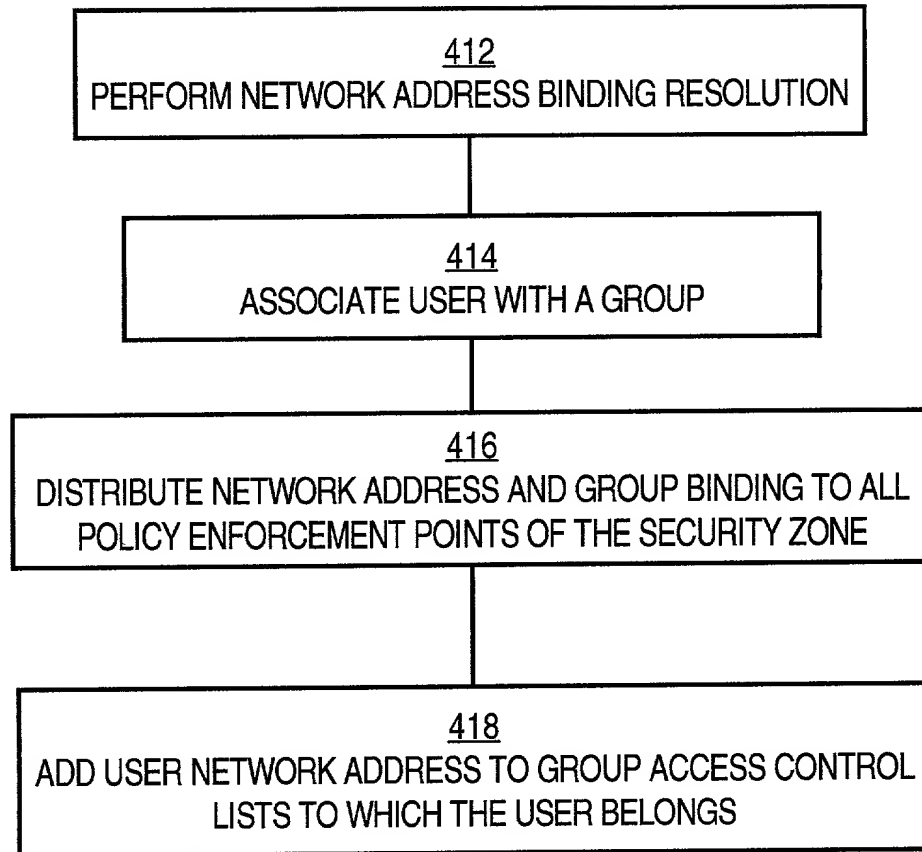 412
PERFORM NETWORK ADDRESS BINDING RESOLUTION
414
ASSOCIATE USER WITH A GROUP
416
DISTRIBUTE NETWORK ADDRESS AND GROUP BINDING TO ALL
POLICY ENFORCEMENT POINTS OF THE SECURITY ZONE
418
ADD USER NETWORK ADDRESS TO GROUP ACCESS CONTROL
LISTS TO WHICH THE USER BELONGS